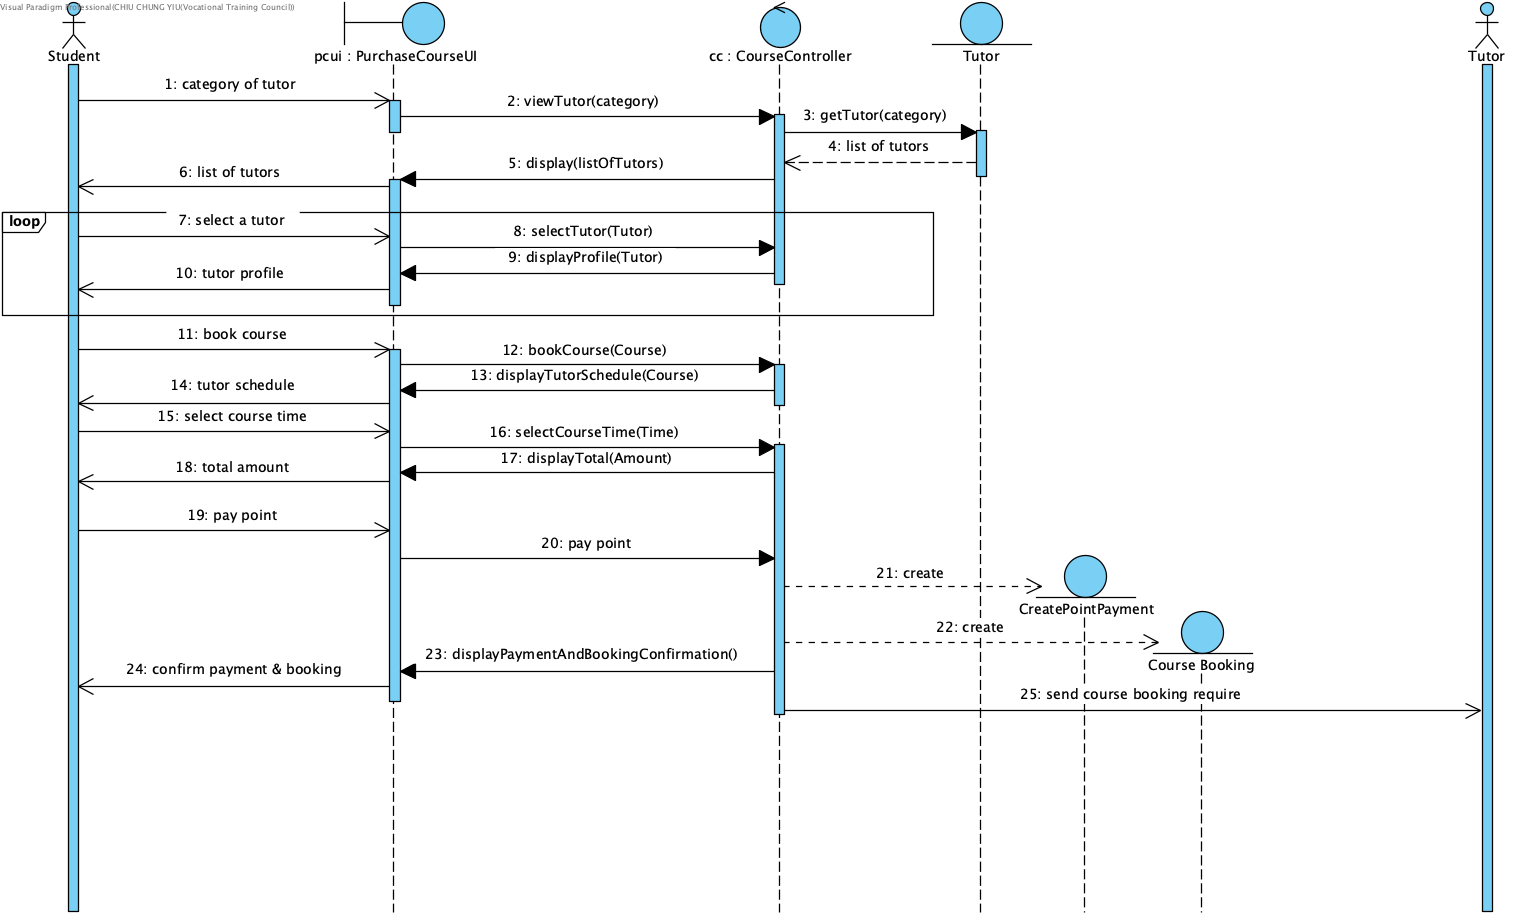 Visual Paradigm Professional(CHIU CHUNG YIU(Vocational Training Council))
Student
pcui : PurchaseCourseUI
cc : CourseController
Tutor
Tutor
1: category of tutor
2: viewTutor(category)
3: getTutor(category)
4: list of tutors
5: display(listOfTutors)
6: list of tutors
loop
7: select a tutor
8: selectTutor(Tutor)
9: displayProfile(Tutor)
10: tutor profile
11: book course
12: bookCourse(Course)
13: displayTutorSchedule(Course)
14: tutor schedule
15: select course time
16: selectCourseTime(Time)
17: displayTotal(Amount)
18: total amount
19: pay point
20: pay point
21: create
CreatePointPayment
22: create
Course Booking
23: displayPaymentAndBookingConfirmation()
24: confirm payment & booking
25: send course booking require